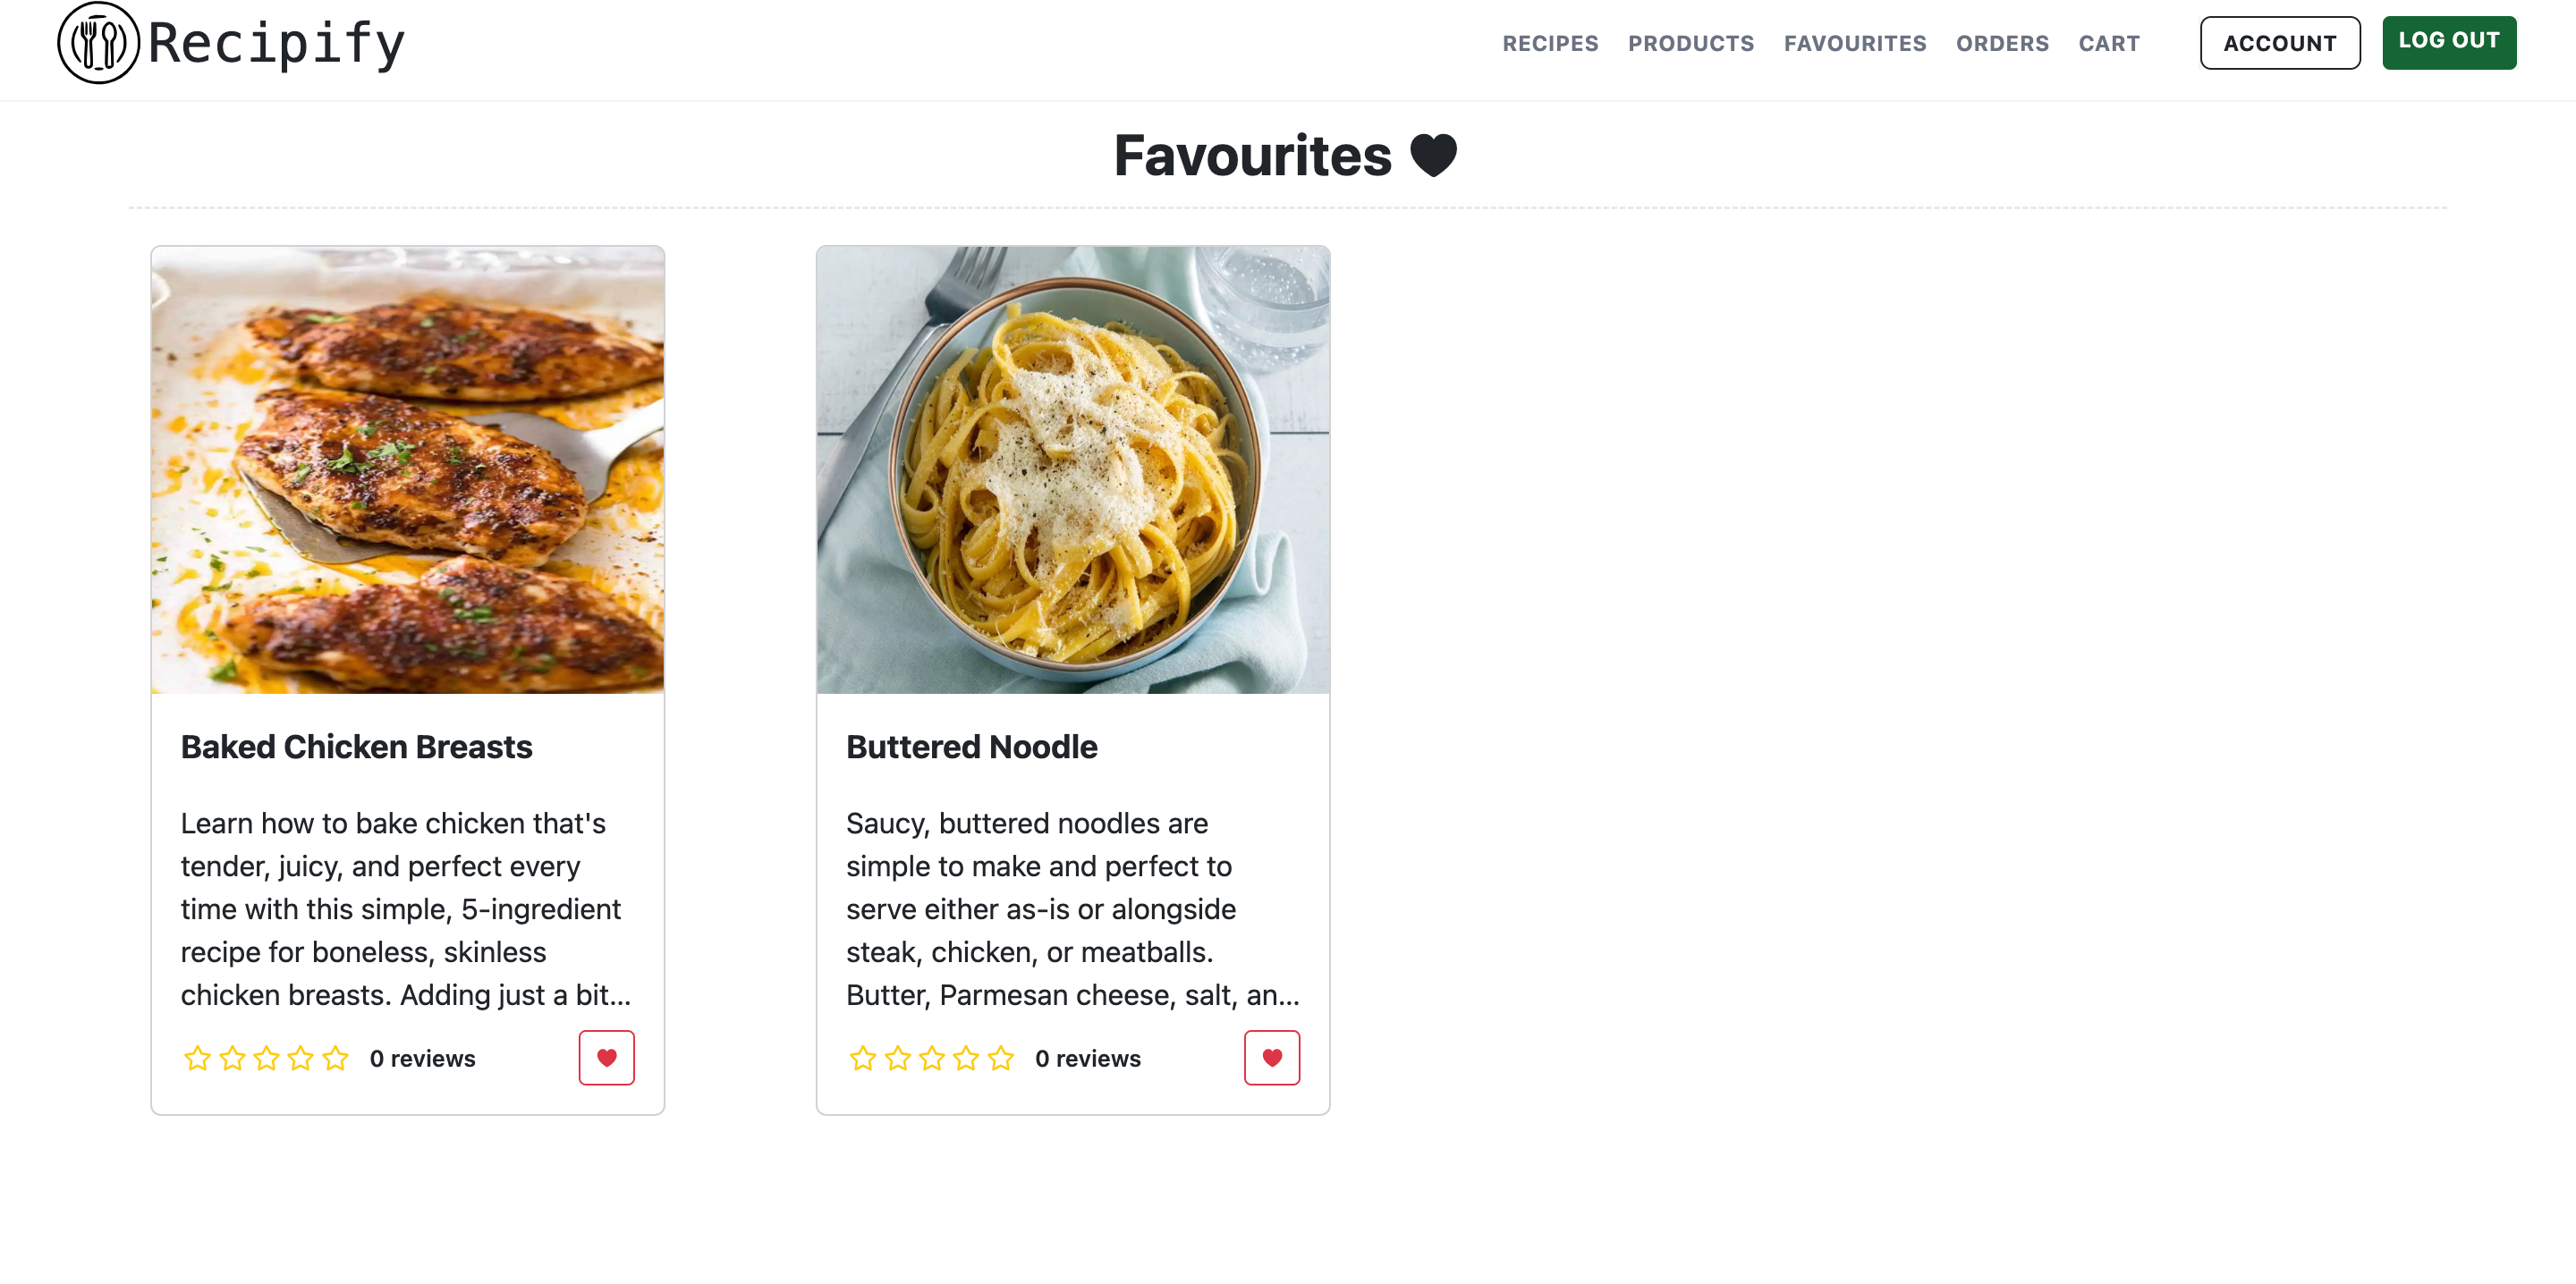 Recipify
RECIPES PRODUCTS FAVOURITES ORDERS CART ACCOUNT LOG OUT
Favourites
Baked Chicken Breasts
Learn how to bake chicken that's
tender, juicy, and perfect every
time with this simple, 5-ingredient
recipe for boneless, skinless
chicken breasts. Adding just a bit...
0 reviews
Buttered Noodle
Saucy, buttered noodles are
simple to make and perfect to
serve either as-is or alongside
steak, chicken, or meatballs.
Butter, Parmesan cheese, salt, an...
0 reviews